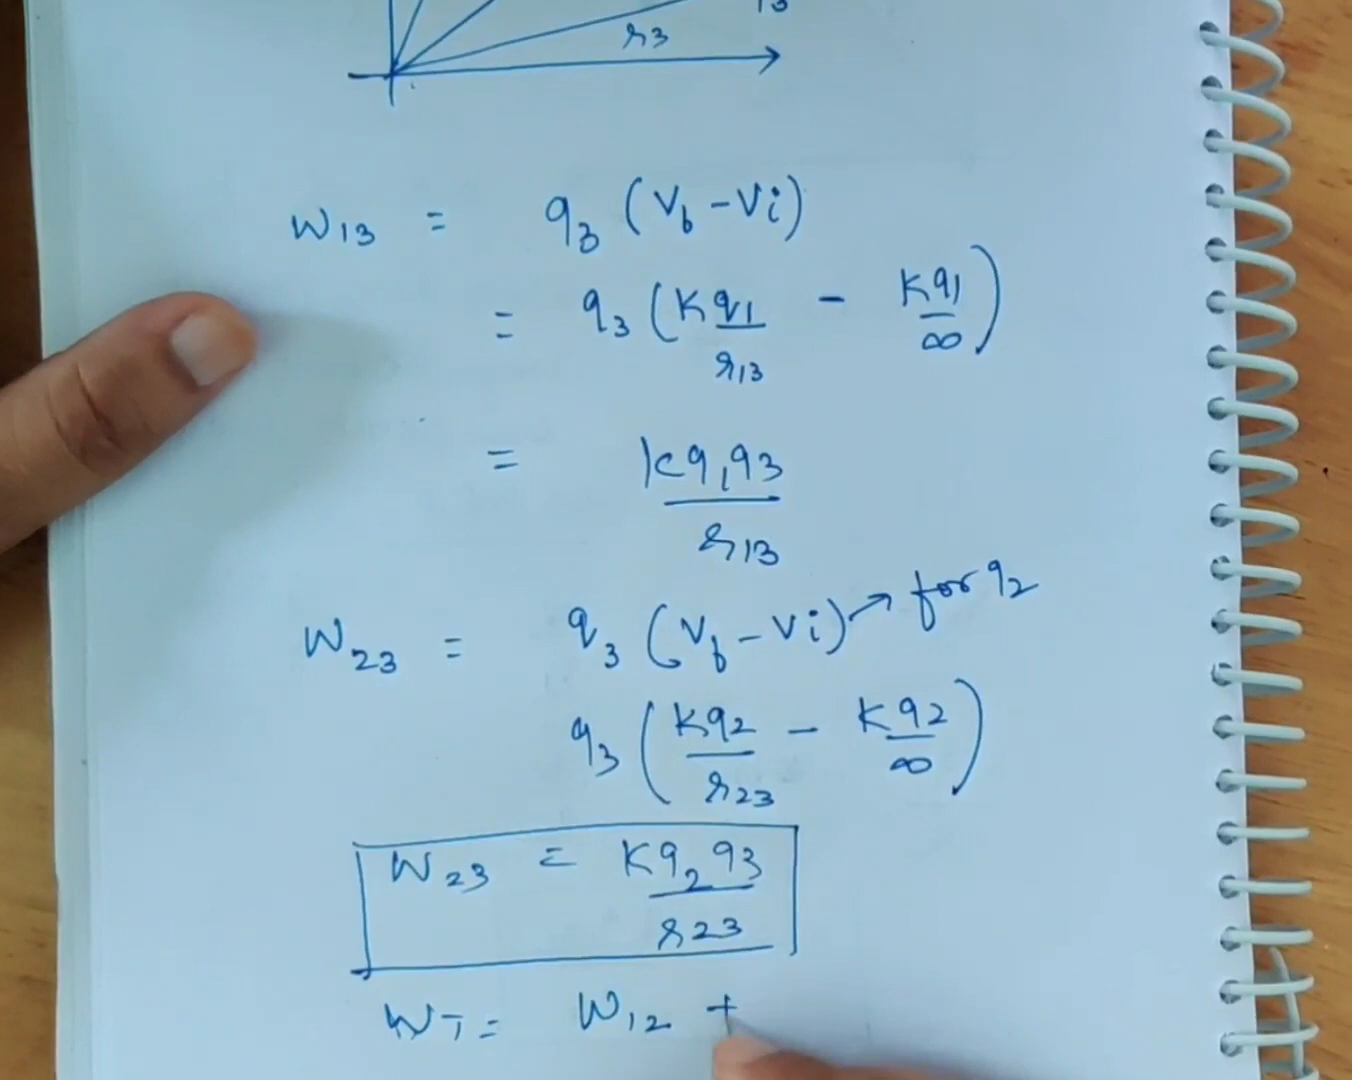 r3
13
W13 = q3 (Vf - Vi)
= q3 (Kq1/r13 - Kq1/∞)
= kq1q3/r13
W23 = q3 (Vf - Vi) → for q2
q3 (Kq2/r23 - Kq2/∞)
W23 = Kq2q3/r23
WT = W12 +